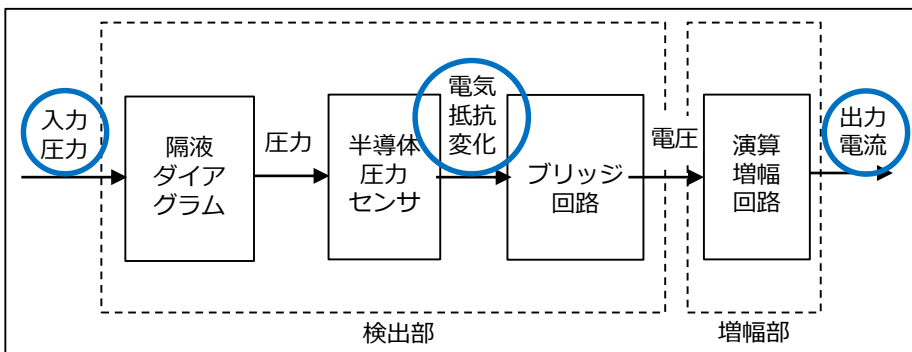 入力
圧力
隔液
ダイア
グラム
圧力
半導体
圧力
センサ
電気
抵抗
変化
ブリッジ
回路
電圧
演算
増幅
回路
出力
電流
検出部
増幅部